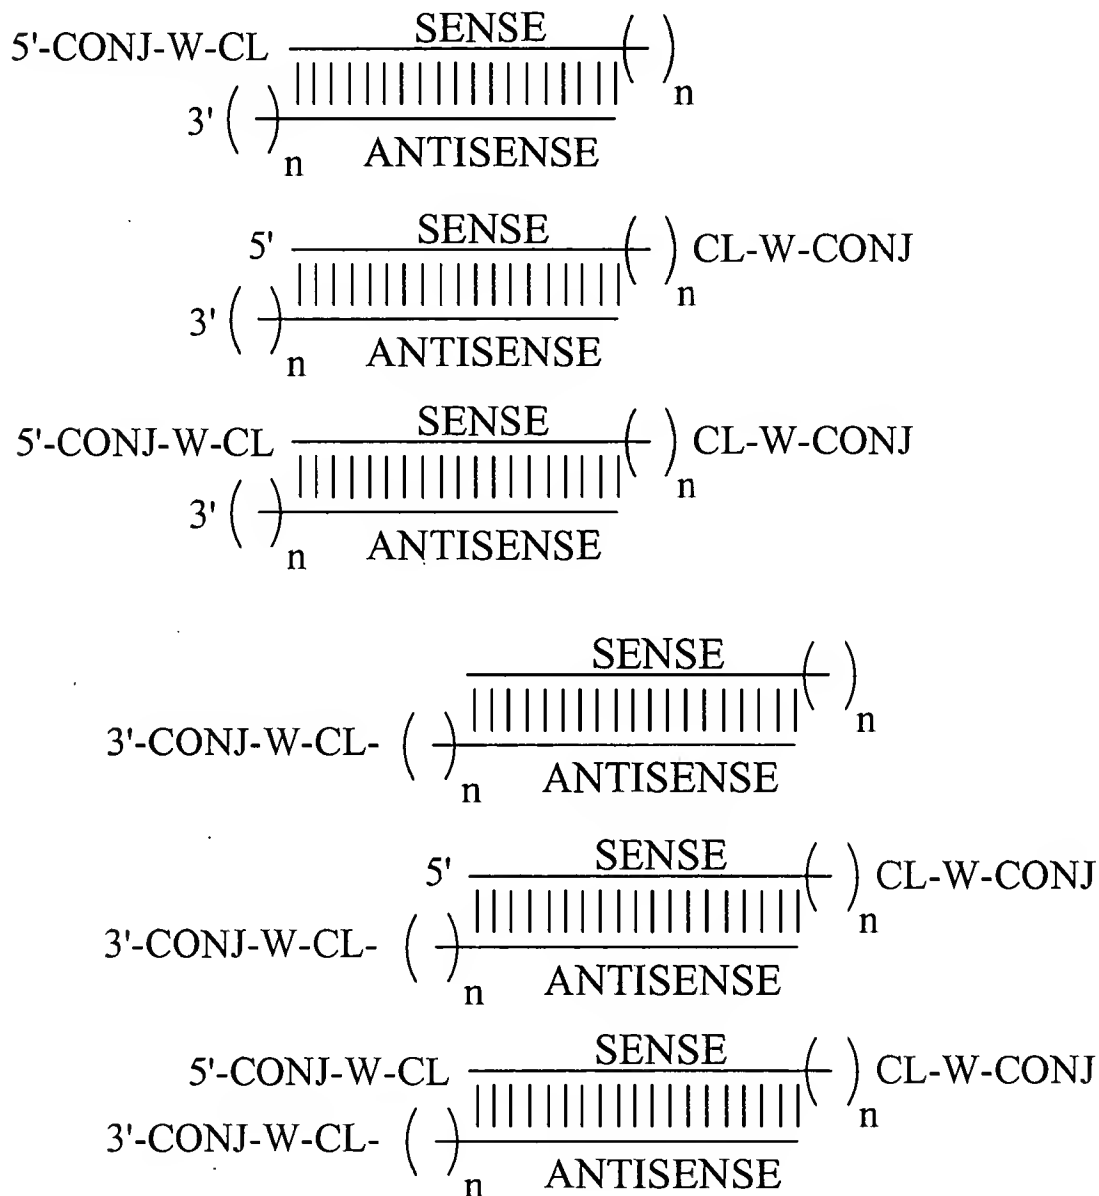 SENSE
5'-CONJ-W-CL ( )n
3' ( )n
ANTISENSE
SENSE
5' ( )n CL-W-CONJ
3' ( )n
ANTISENSE
SENSE
5'-CONJ-W-CL ( )n CL-W-CONJ
3' ( )n
ANTISENSE
SENSE
( )n
3'-CONJ-W-CL- ( )n
ANTISENSE
SENSE
5' ( )n CL-W-CONJ
3'-CONJ-W-CL- ( )n
ANTISENSE
SENSE
5'-CONJ-W-CL ( )n CL-W-CONJ
3'-CONJ-W-CL- ( )n
ANTISENSE